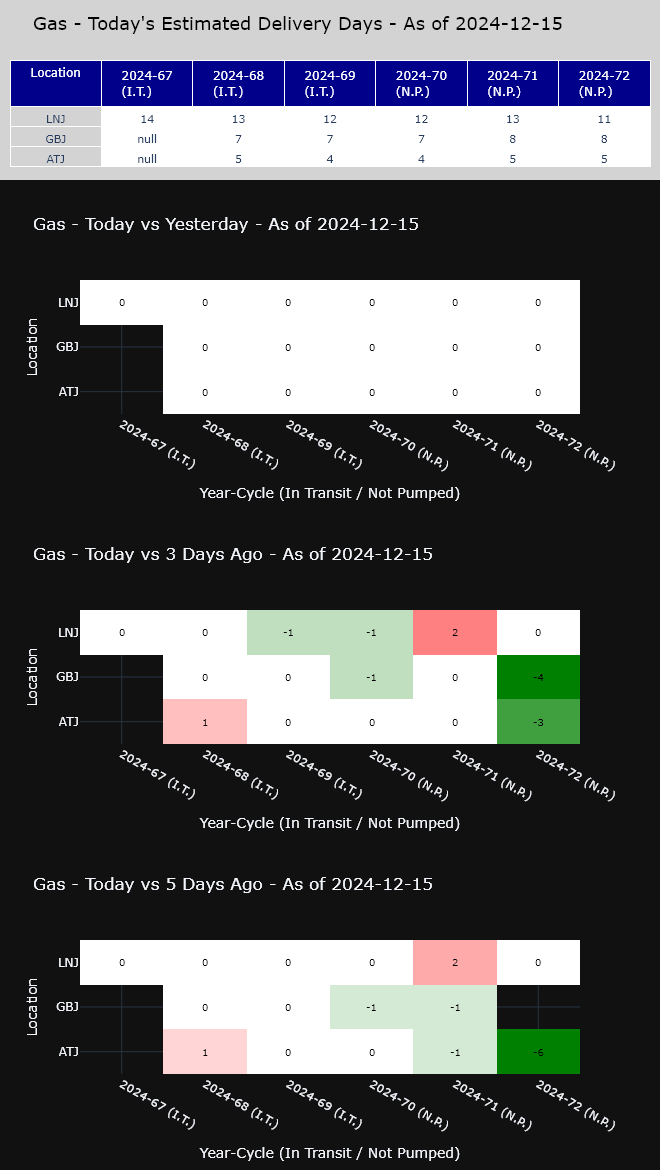 Gas - Today's Estimated Delivery Days - As of 2024-12-15
Location 2024-67 (I.T.) 2024-68 (I.T.) 2024-69 (I.T.) 2024-70 (N.P.) 2024-71 (N.P.) 2024-72 (N.P.)
LNJ 14 13 12 12 13 11
GBJ null 7 7 7 8 8
ATJ null 5 4 4 5 5
Gas - Today vs Yesterday - As of 2024-12-15
Location
LNJ 0 0 0 0 0 0
GBJ 0 0 0 0 0
ATJ 0 0 0 0 0
2024-67 (I.T.) 2024-68 (I.T.) 2024-69 (I.T.) 2024-70 (N.P.) 2024-71 (N.P.) 2024-72 (N.P.)
Year-Cycle (In Transit / Not Pumped)
Gas - Today vs 3 Days Ago - As of 2024-12-15
Location
LNJ 0 0 -1 -1 2 0
GBJ 0 0 -1 0 -4
ATJ 1 0 0 0 -3
2024-67 (I.T.) 2024-68 (I.T.) 2024-69 (I.T.) 2024-70 (N.P.) 2024-71 (N.P.) 2024-72 (N.P.)
Year-Cycle (In Transit / Not Pumped)
Gas - Today vs 5 Days Ago - As of 2024-12-15
Location
LNJ 0 0 0 0 2 0
GBJ 0 0 -1 -1
ATJ 1 0 0 -1 -6
2024-67 (I.T.) 2024-68 (I.T.) 2024-69 (I.T.) 2024-70 (N.P.) 2024-71 (N.P.) 2024-72 (N.P.)
Year-Cycle (In Transit / Not Pumped)